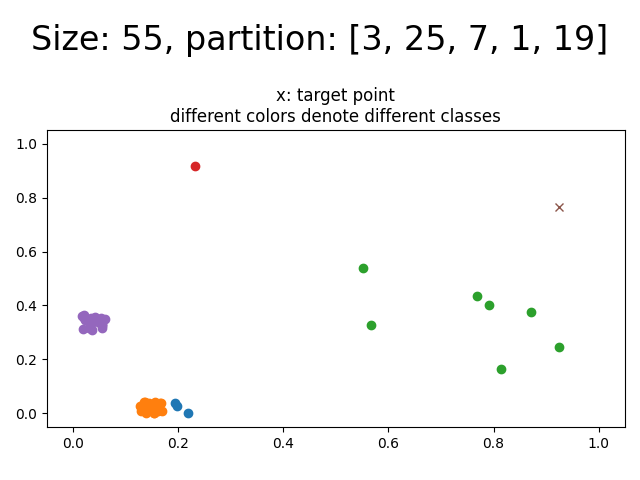 Size: 55, partition: [3, 25, 7, 1, 19]
x: target point
different colors denote different classes
1.0
0.8
0.6
0.4
0.2
0.0
0.0 0.2 0.4 0.6 0.8 1.0